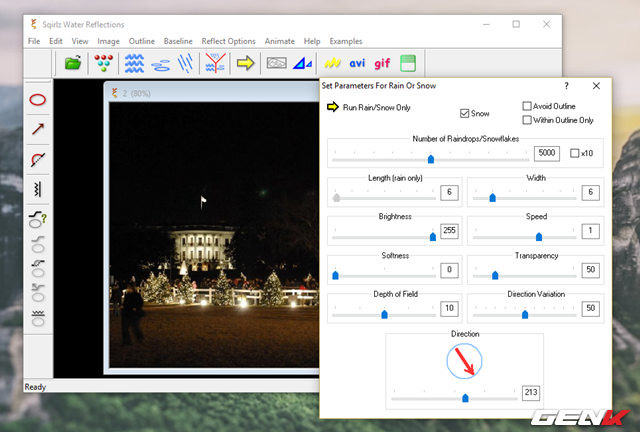 Sqirlz Water Reflections
File Edit View Image Outline Baseline Reflect Options Animate Help Examples
avi gif
2 (80%)
Set Parameters For Rain Or Snow ?
Run Rain/Snow Only
Snow
Avoid Outline
Within Outline Only
Number of Raindrops/Snowflakes
5000
x10
Length (rain only)
6
Width
6
Brightness
255
Speed
1
Softness
0
Transparency
50
Depth of Field
10
Direction Variation
50
Direction
213
Ready
GENK